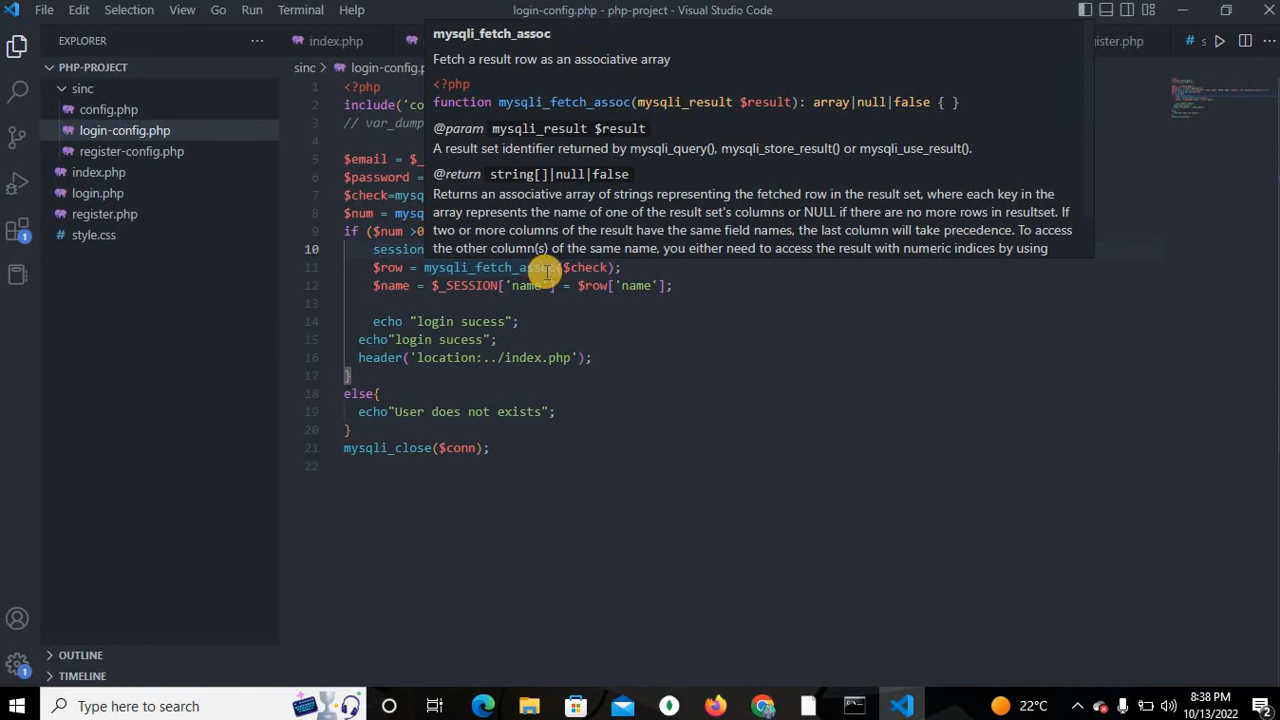 File Edit Selection View Go Run Terminal Help
login-config.php - php-project - Visual Studio Code
EXPLORER
PHP-PROJECT
sinc
config.php
login-config.php
register-config.php
index.php
login.php
register.php
style.css
OUTLINE
TIMELINE
index.php
ister.php
# s
sinc > login-config.p
1 <?php
2 include('co
3 // var_dump
4
5 $email = $_
6 $password =
7 $check=mysq
8 $num = mysq
9 if ($num >0
10 session
11 $row = mysqli_fetch_assoc($check);
12 $name = $_SESSION['name'] = $row['name'];
13
14 echo "login sucess";
15 echo"login sucess";
16 header('location:../index.php');
17 }
18 else{
19 echo"User does not exists";
20 }
21 mysqli_close($conn);
22
mysqli_fetch_assoc
Fetch a result row as an associative array
<?php
function mysqli_fetch_assoc(mysqli_result $result): array|null|false { }
@param mysqli_result $result
A result set identifier returned by mysqli_query(), mysqli_store_result() or mysqli_use_result().
@return string[]|null|false
Returns an associative array of strings representing the fetched row in the result set, where each key in the
array represents the name of one of the result set's columns or NULL if there are no more rows in resultset. If
two or more columns of the result have the same field names, the last column will take precedence. To access
the other column(s) of the same name, you either need to access the result with numeric indices by using
1
1
Type here to search
22°C
8:38 PM
10/13/2022